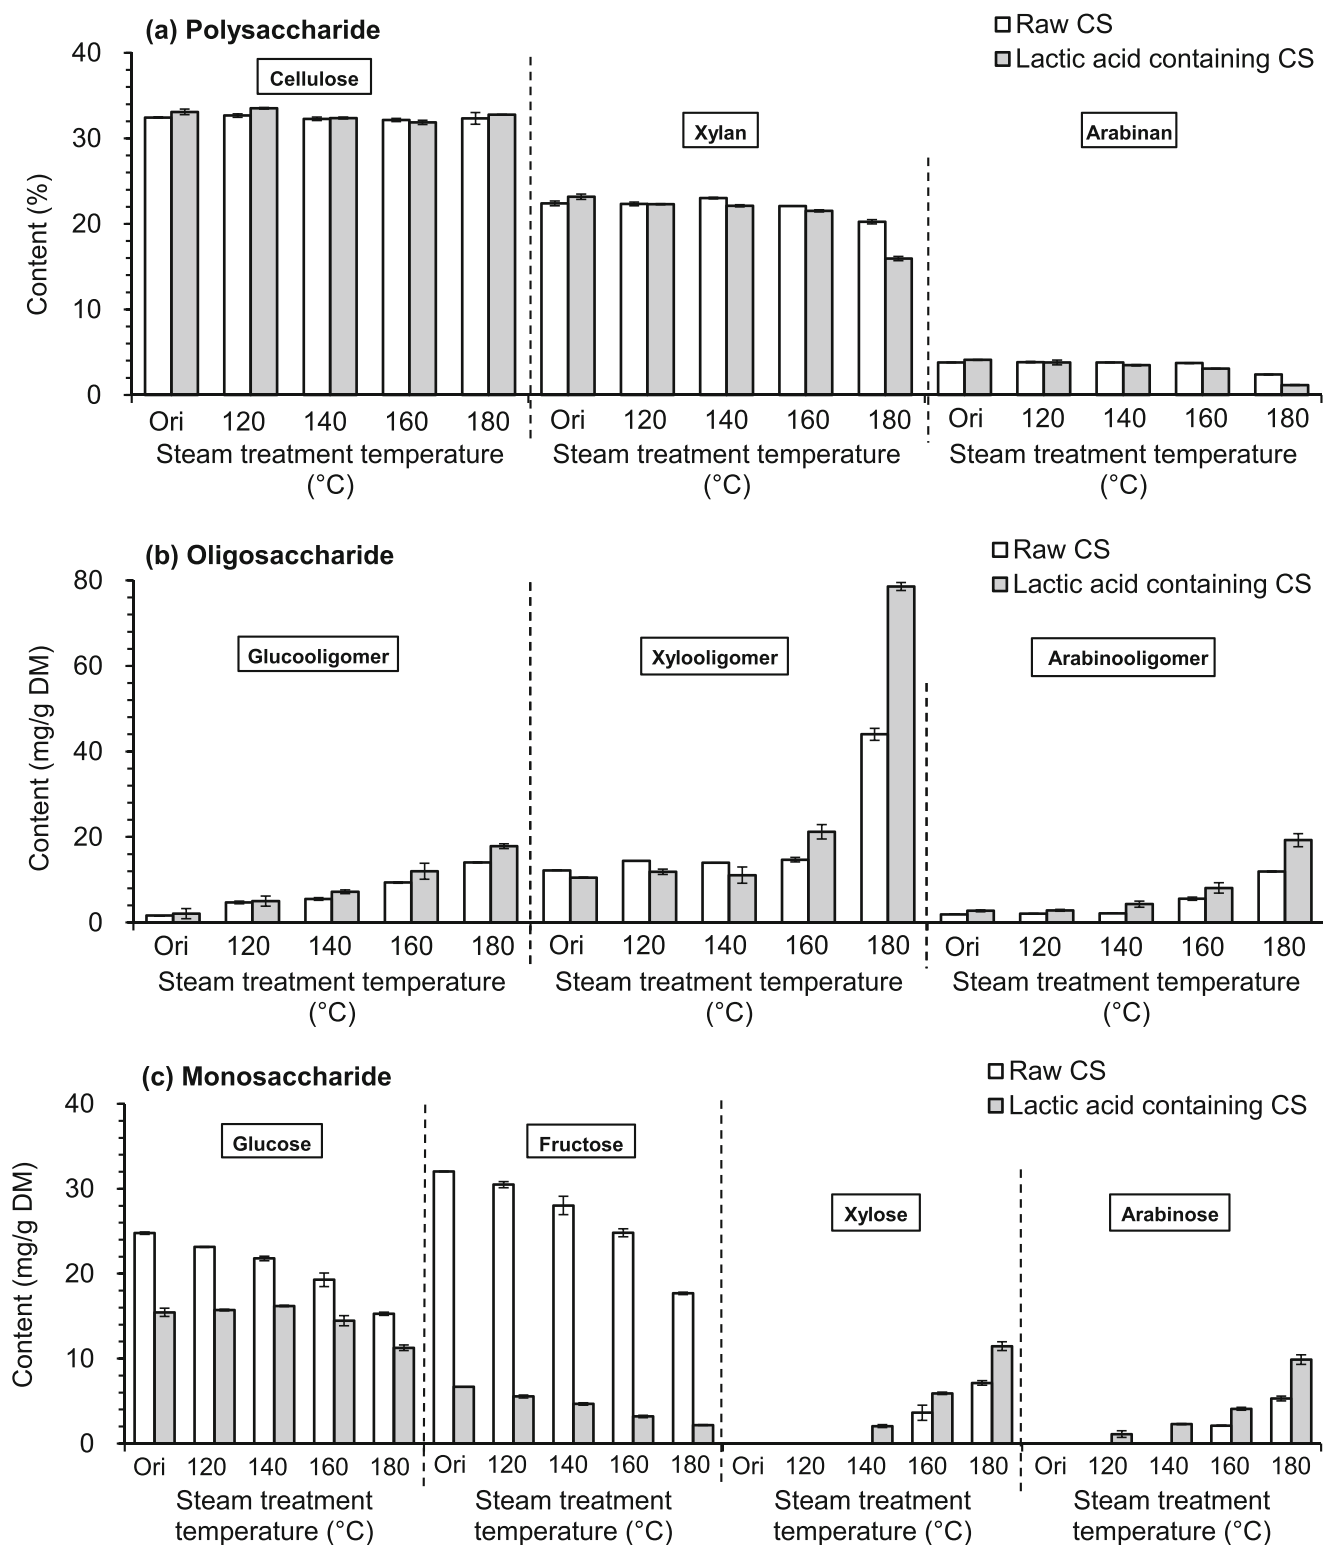 (a) Polysaccharide
Raw CS
Lactic acid containing CS
Content (%)
40
30
20
10
0
Cellulose
Xylan
Arabinan
Ori 120 140 160 180 Ori 120 140 160 180 Ori 120 140 160 180
Steam treatment temperature Steam treatment temperature Steam treatment temperature
(°C) (°C) (°C)
(b) Oligosaccharide
Raw CS
Lactic acid containing CS
Content (mg/g DM)
80
60
40
20
0
Glucooligomer
Xylooligomer
Arabinooligomer
Ori 120 140 160 180 Ori 120 140 160 180 Ori 120 140 160 180
Steam treatment temperature Steam treatment temperature Steam treatment temperature
(°C) (°C) (°C)
(c) Monosaccharide
Raw CS
Lactic acid containing CS
Content (mg/g DM)
40
30
20
10
0
Glucose
Fructose
Xylose
Arabinose
Ori 120 140 160 180 Ori 120 140 160 180 Ori 120 140 160 180 Ori 120 140 160 180
Steam treatment Steam treatment Steam treatment Steam treatment
temperature (°C) temperature (°C) temperature (°C) temperature (°C)